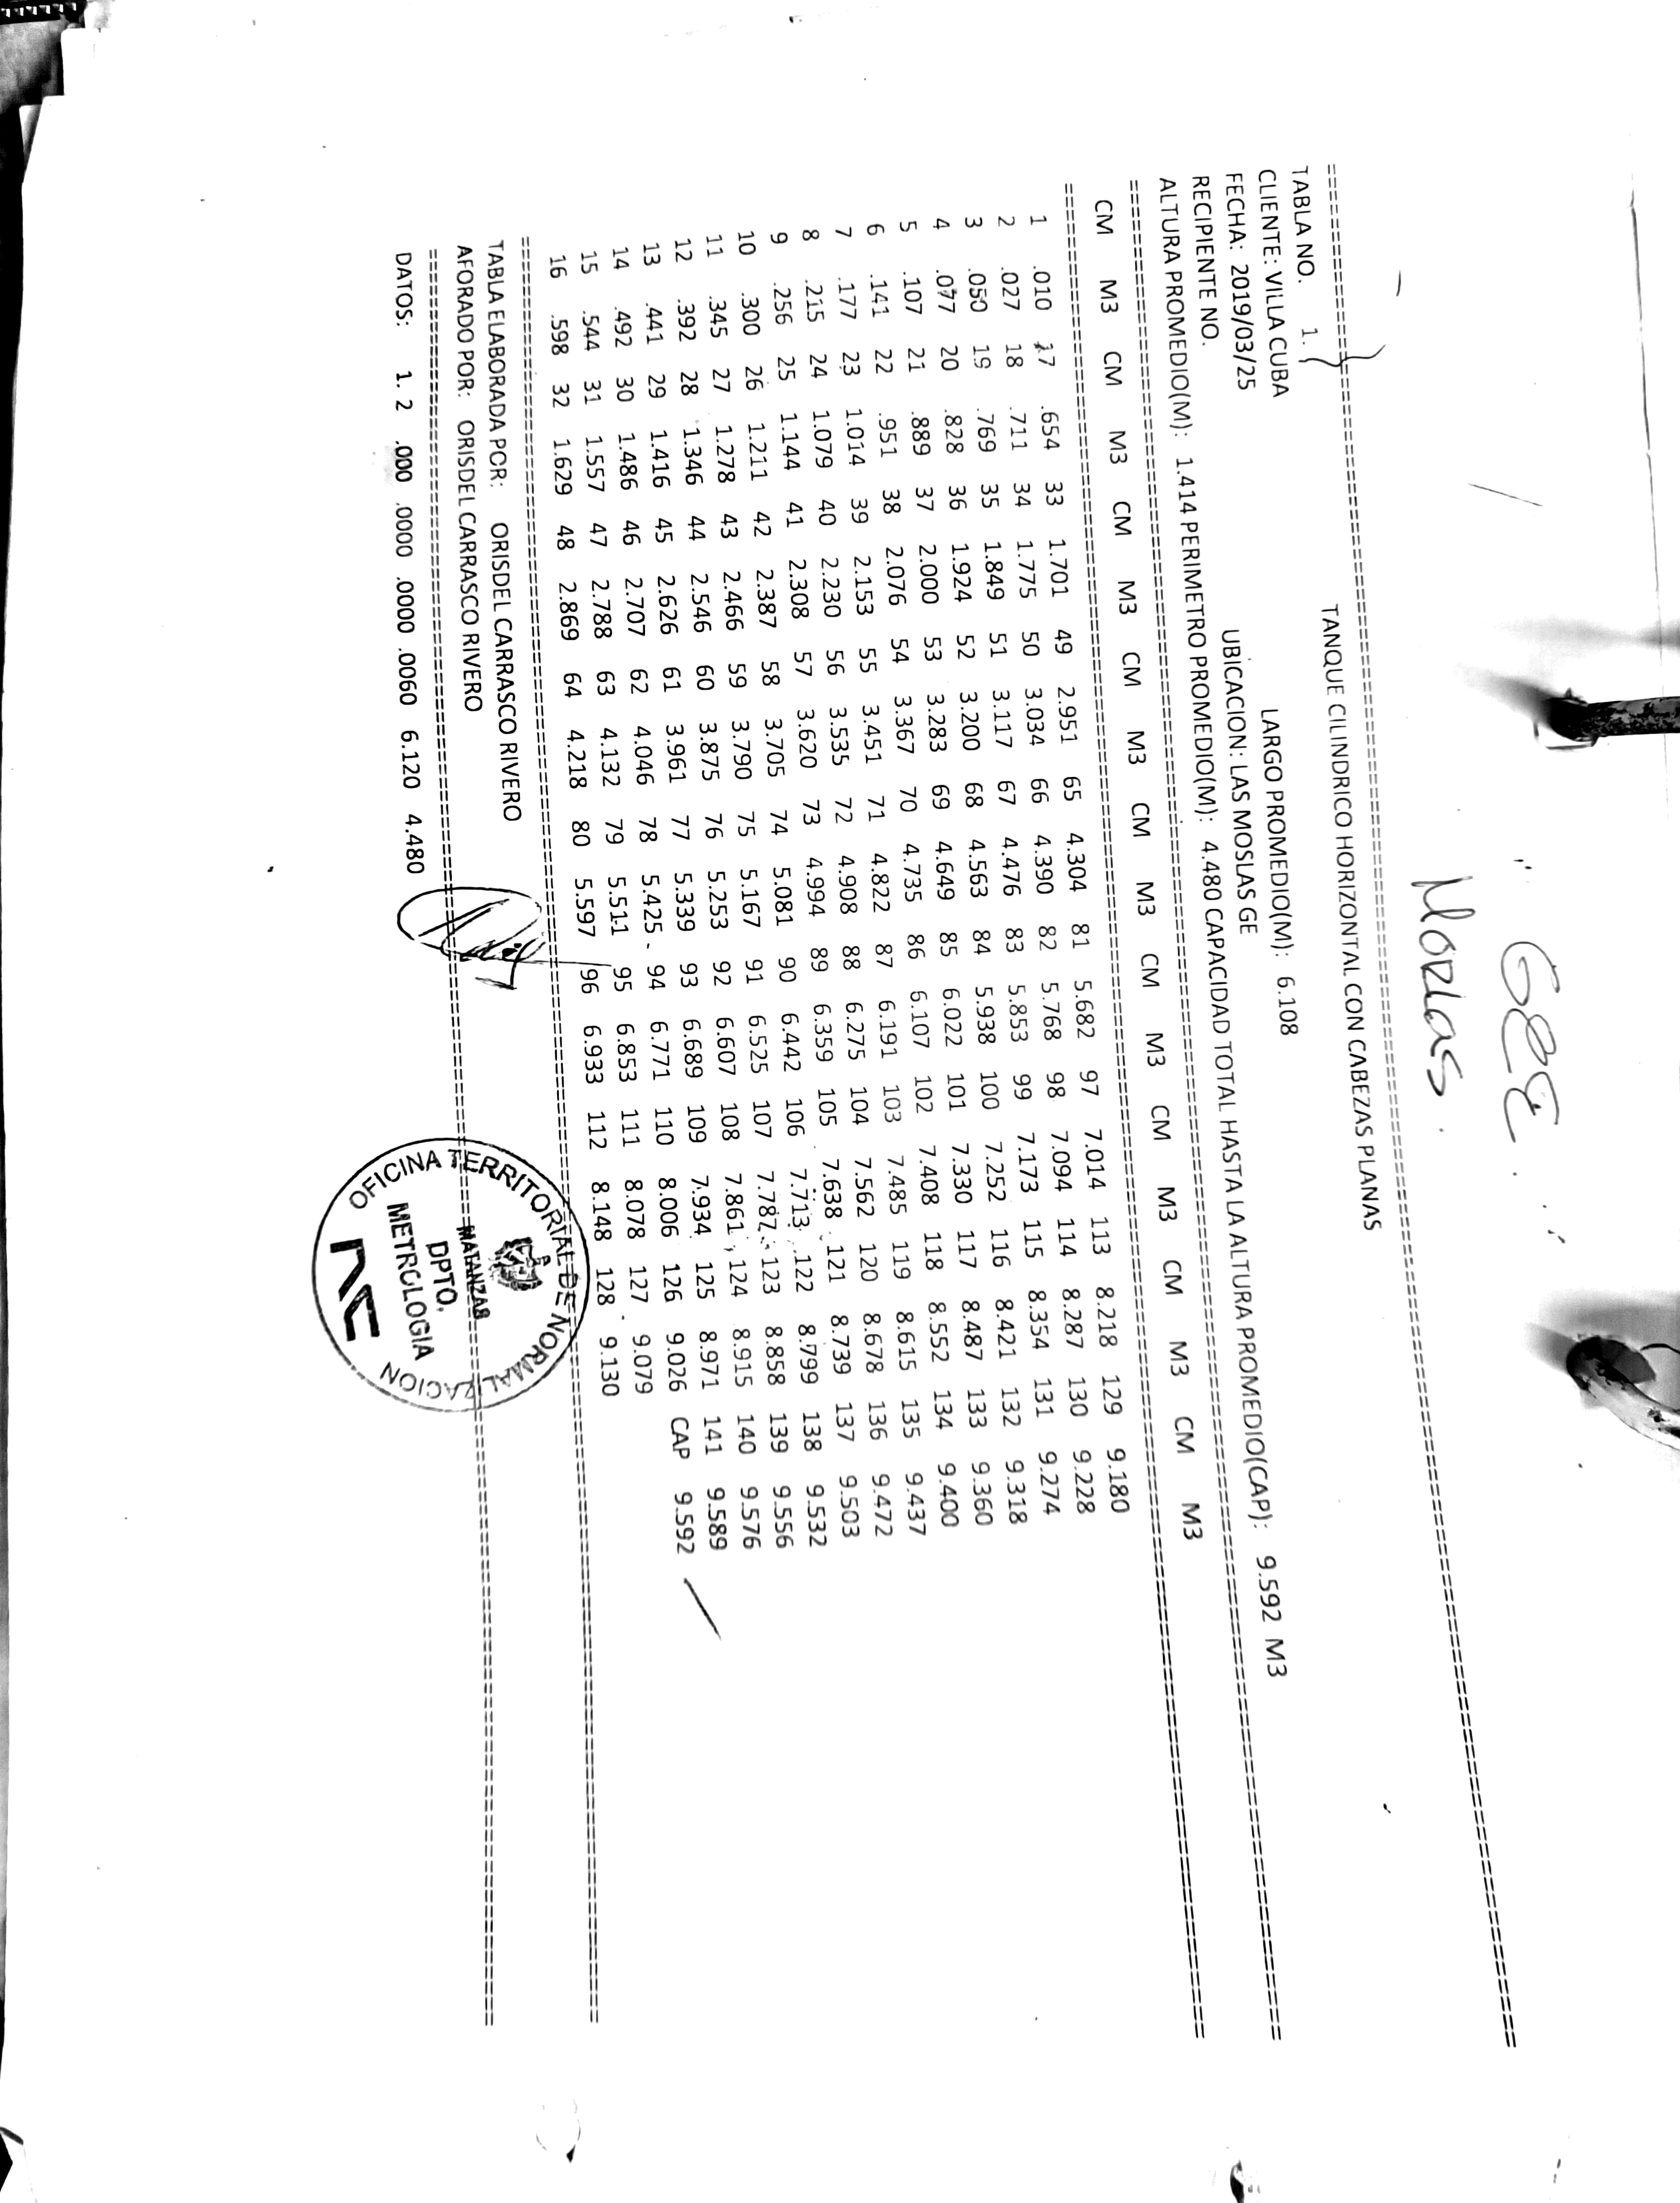 " GEE "
Morlas.
===============================================
TANQUE CILINDRICO HORIZONTAL CON CABEZAS PLANAS
TABLA NO. 1.
CLIENTE: VILLA CUBA LARGO PROMEDIO(M): 6.108
FECHA: 2019/03/25 UBICACION: LAS MOSLAS GE
RECIPIENTE NO.
ALTURA PROMEDIO(M): 1.414 PERIMETRO PROMEDIO(M): 4.480 CAPACIDAD TOTAL HASTA LA ALTURA PROMEDIO(CAP): 9.592 M3
===============================================
CM M3 CM M3 CM M3 CM M3 CM M3 CM M3 CM M3 CM M3 CM M3
===============================================
1 .010 17 .654 33 1.701 49 2.951 65 4.304 81 5.682 97 7.014 113 8.218 129 9.180
2 .027 18 .711 34 1.775 50 3.034 66 4.390 82 5.768 98 7.094 114 8.287 130 9.228
3 .050 19 .769 35 1.849 51 3.117 67 4.476 83 5.853 99 7.173 115 8.354 131 9.274
4 .077 20 .828 36 1.924 52 3.200 68 4.563 84 5.938 100 7.252 116 8.421 132 9.318
5 .107 21 .889 37 2.000 53 3.283 69 4.649 85 6.022 101 7.330 117 8.487 133 9.360
6 .141 22 .951 38 2.076 54 3.367 70 4.735 86 6.107 102 7.408 118 8.552 134 9.400
7 .177 23 1.014 39 2.153 55 3.451 71 4.822 87 6.191 103 7.485 119 8.615 135 9.437
8 .215 24 1.079 40 2.230 56 3.535 72 4.908 88 6.275 104 7.562 120 8.678 136 9.472
9 .256 25 1.144 41 2.308 57 3.620 73 4.994 89 6.359 105 7.638 121 8.739 137 9.503
10 .300 26 1.211 42 2.387 58 3.705 74 5.081 90 6.442 106 7.713 122 8.799 138 9.532
11 .345 27 1.278 43 2.466 59 3.790 75 5.167 91 6.525 107 7.787 123 8.858 139 9.556
12 .392 28 1.346 44 2.546 60 3.875 76 5.253 92 6.607 108 7.861 124 8.915 140 9.576
13 .441 29 1.416 45 2.626 61 3.961 77 5.339 93 6.689 109 7.934 125 8.971 141 9.589
14 .492 30 1.486 46 2.707 62 4.046 78 5.425 94 6.771 110 8.006 126 9.026 CAP 9.592
15 .544 31 1.557 47 2.788 63 4.132 79 5.511 95 6.853 111 8.078 127 9.079
16 .598 32 1.629 48 2.869 64 4.218 80 5.597 96 6.933 112 8.148 128 9.130
===============================================
TABLA ELABORADA POR: ORISDEL CARRASCO RIVERO
AFORADO POR: ORISDEL CARRASCO RIVERO
===============================================
DATOS: 1. 2 .000 .0000 .0000 .0060 6.120 4.480
OFICINA TERRITORIAL DE NORMALIZACION
MATANZAS
DPTO.
METROLOGIA
NC